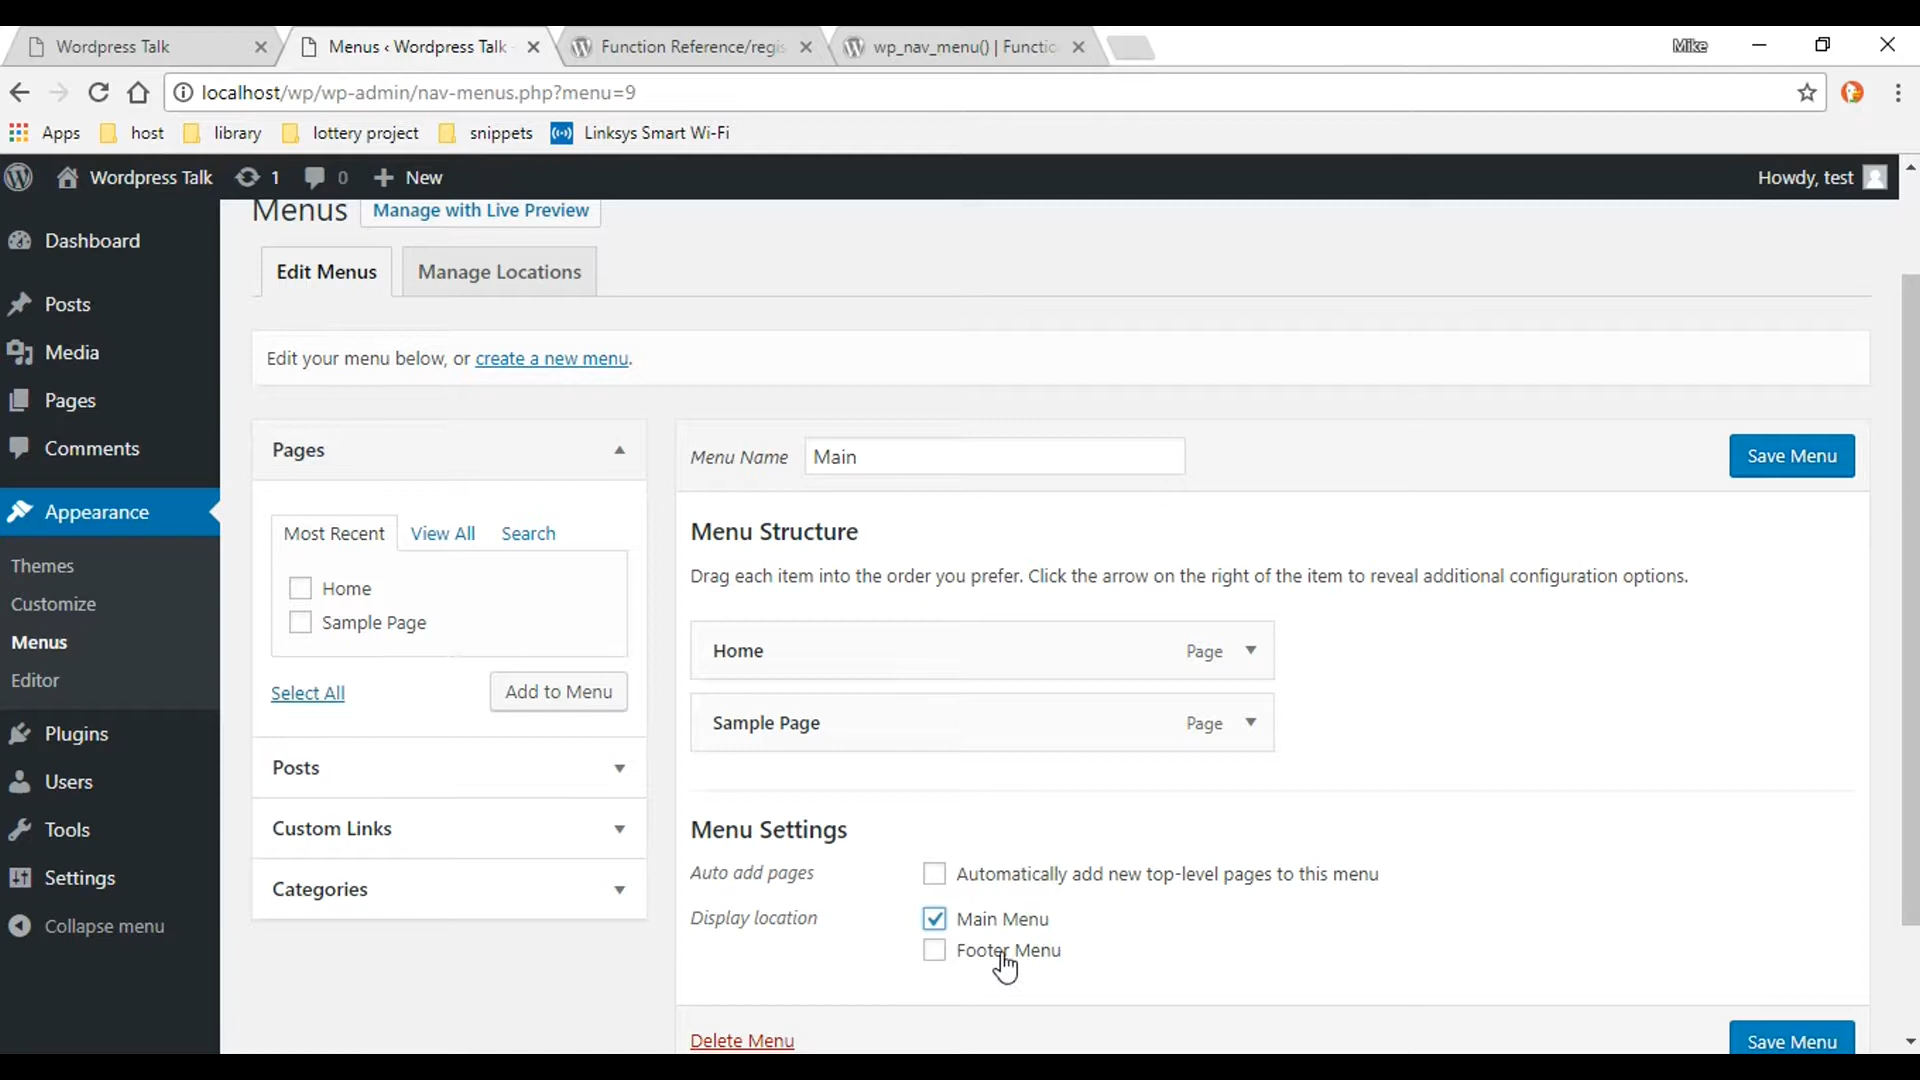 Wordpress Talk
Menus ‹ Wordpress Talk
Function Reference/regis
wp_nav_menu() | Functio
Mike
localhost/wp/wp-admin/nav-menus.php?menu=9
Apps host library lottery project snippets Linksys Smart Wi-Fi
Wordpress Talk 1 0 New
Howdy, test
Menus Manage with Live Preview
Edit Menus Manage Locations
Edit your menu below, or create a new menu.
Dashboard
Posts
Media
Pages
Comments
Appearance
Themes
Customize
Menus
Editor
Plugins
Users
Tools
Settings
Collapse menu
Pages
Most Recent View All Search
Home
Sample Page
Select All Add to Menu
Posts
Custom Links
Categories
Menu Name Main Save Menu
Menu Structure
Drag each item into the order you prefer. Click the arrow on the right of the item to reveal additional configuration options.
Home Page
Sample Page Page
Menu Settings
Auto add pages Automatically add new top-level pages to this menu
Display location Main Menu
Footer Menu
Delete Menu Save Menu